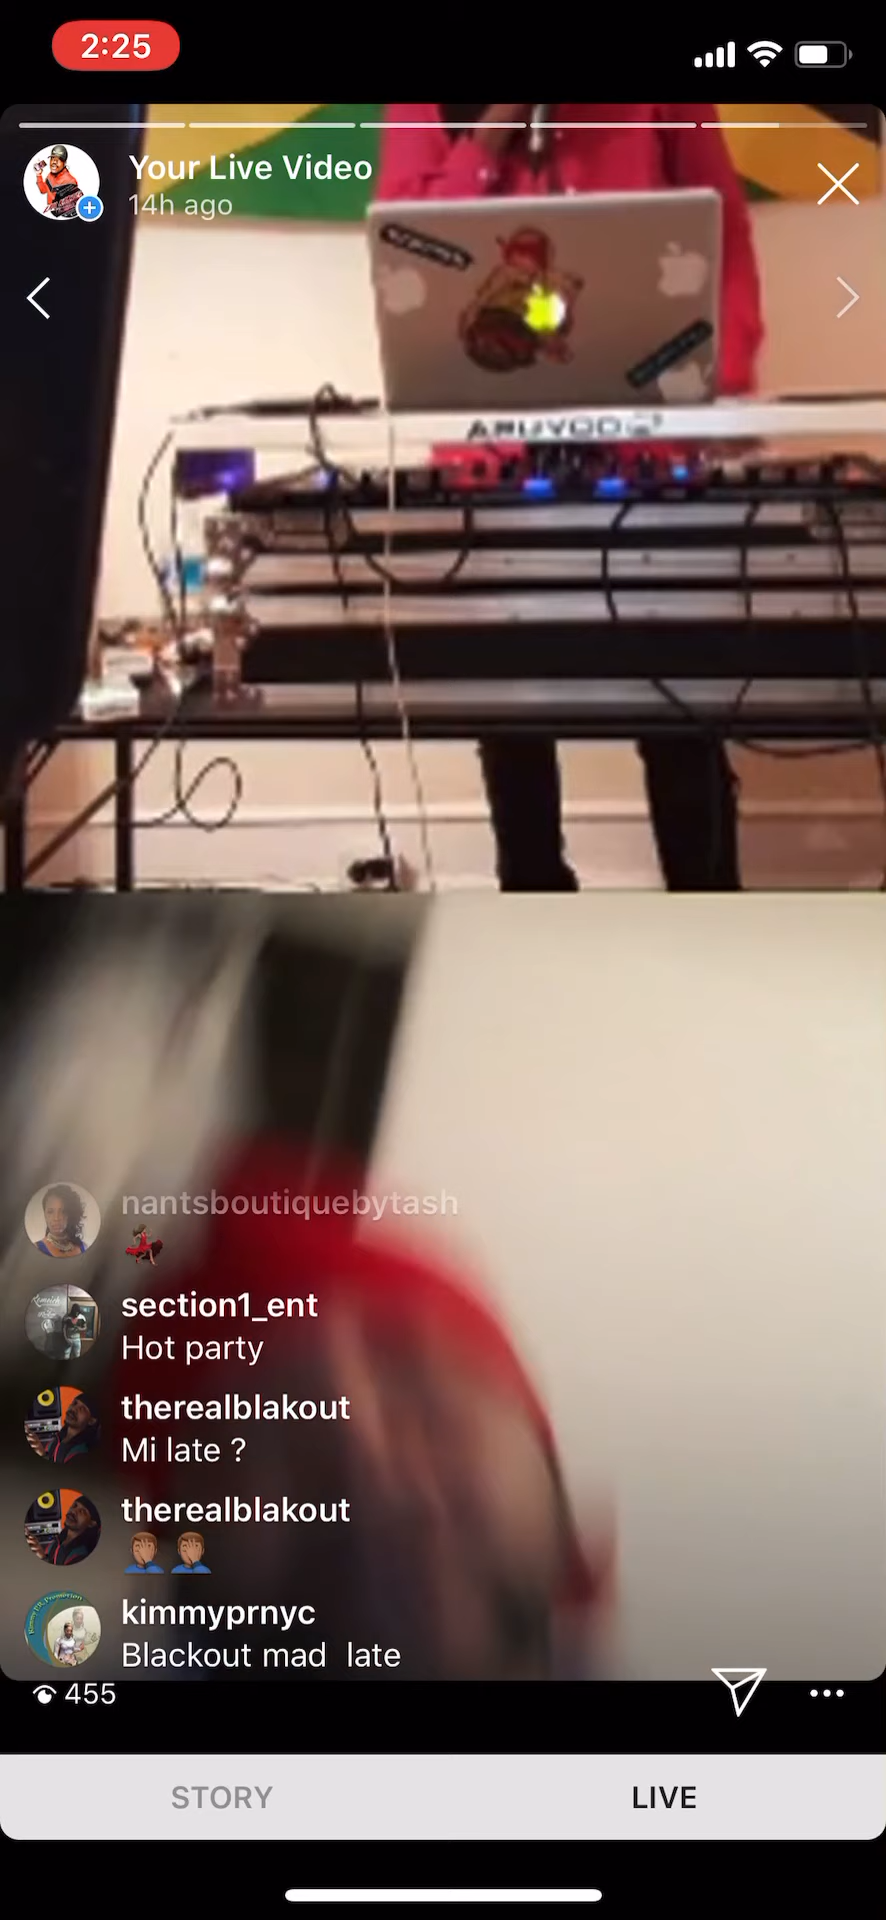 2:25
Your Live Video
14h ago
nantsboutiquebytash
section1_ent
Hot party
therealblakout
Mi late ?
therealblakout
kimmyprnyc
Blackout mad late
455
STORY
LIVE